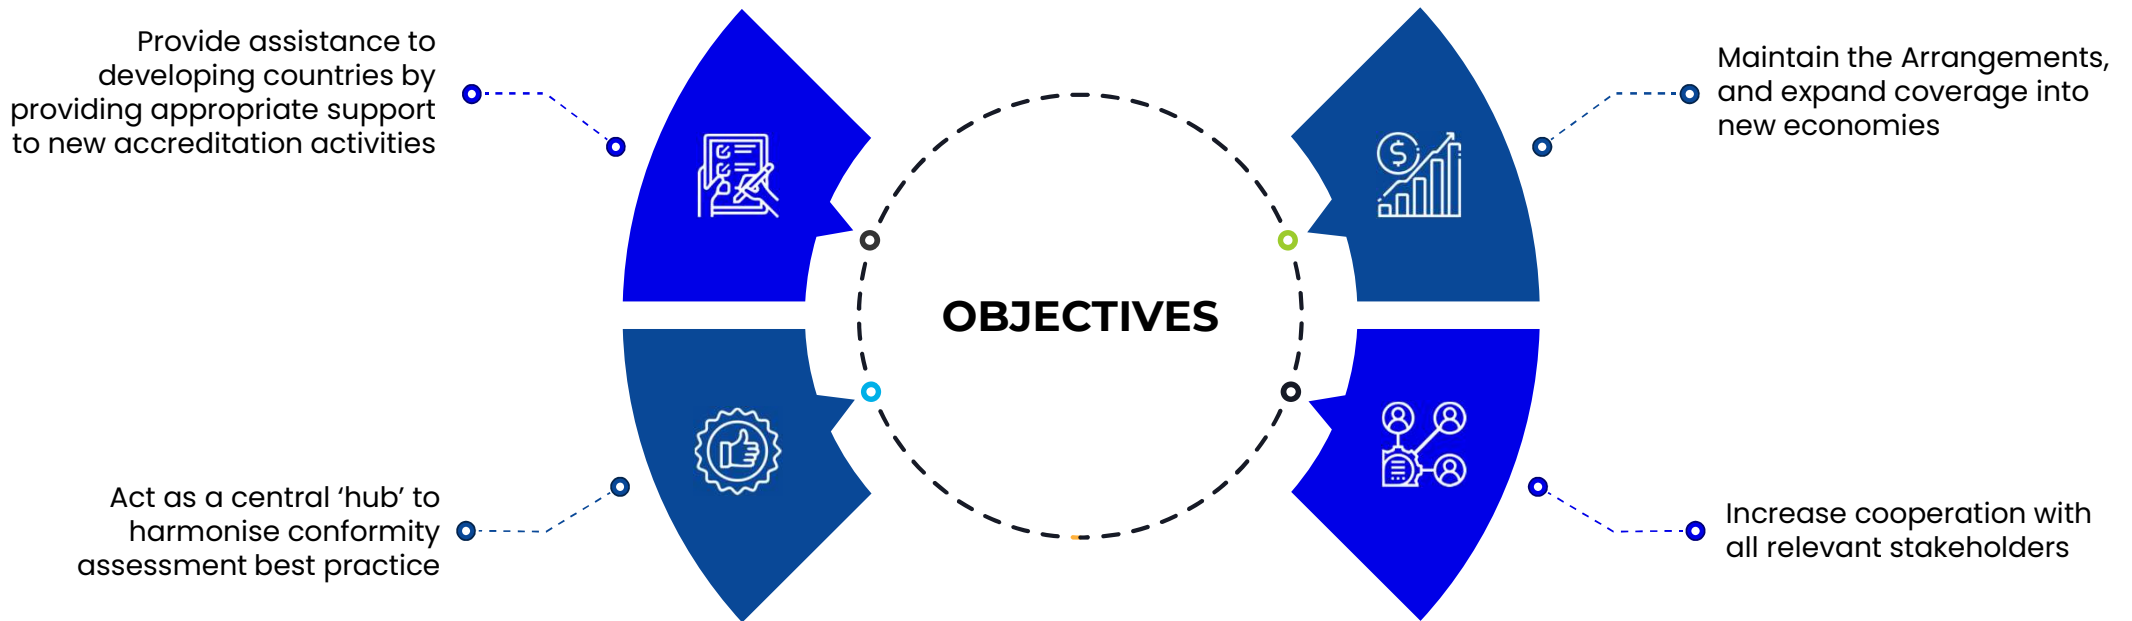 Provide assistance to
developing countries by
providing appropriate support
to new accreditation activities
Maintain the Arrangements,
and expand coverage into
new economies
OBJECTIVES
Act as a central ‘hub’ to
harmonise conformity
assessment best practice
Increase cooperation with
all relevant stakeholders